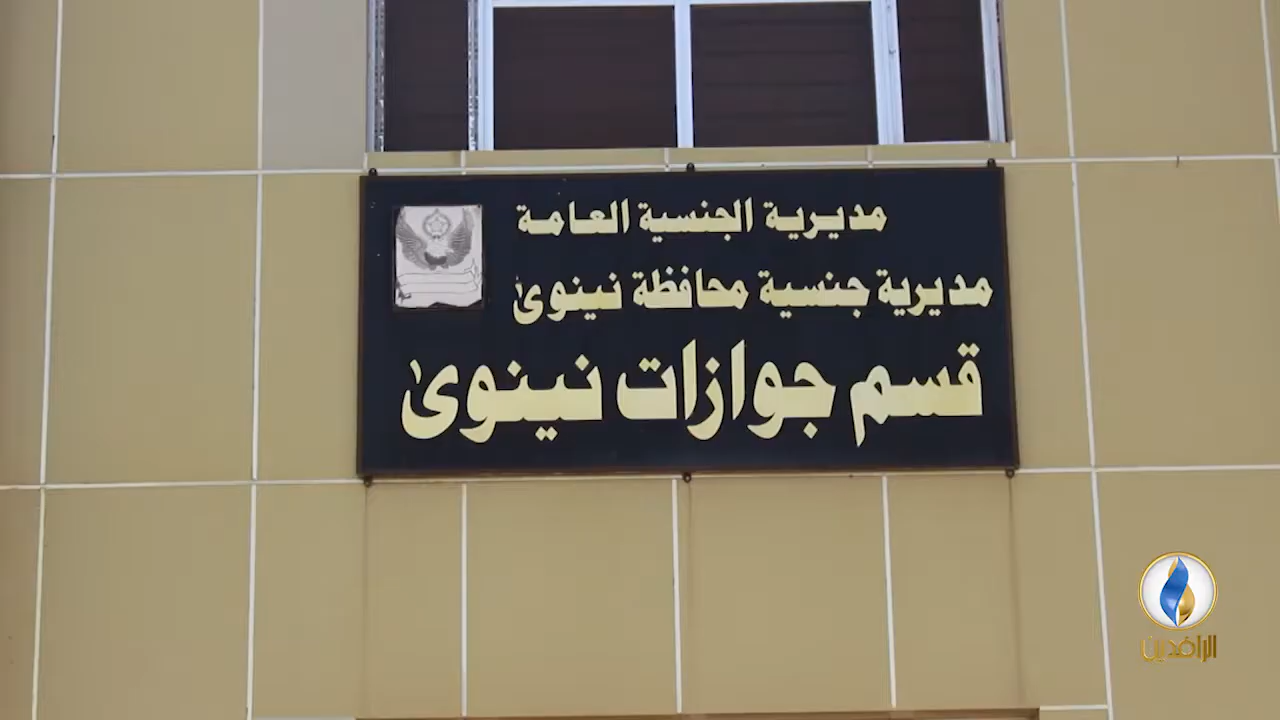 مديرية الجنسية العامة
مديرية جنسية محافظة نينوى
قسم جوازات نينوى
الرافدين